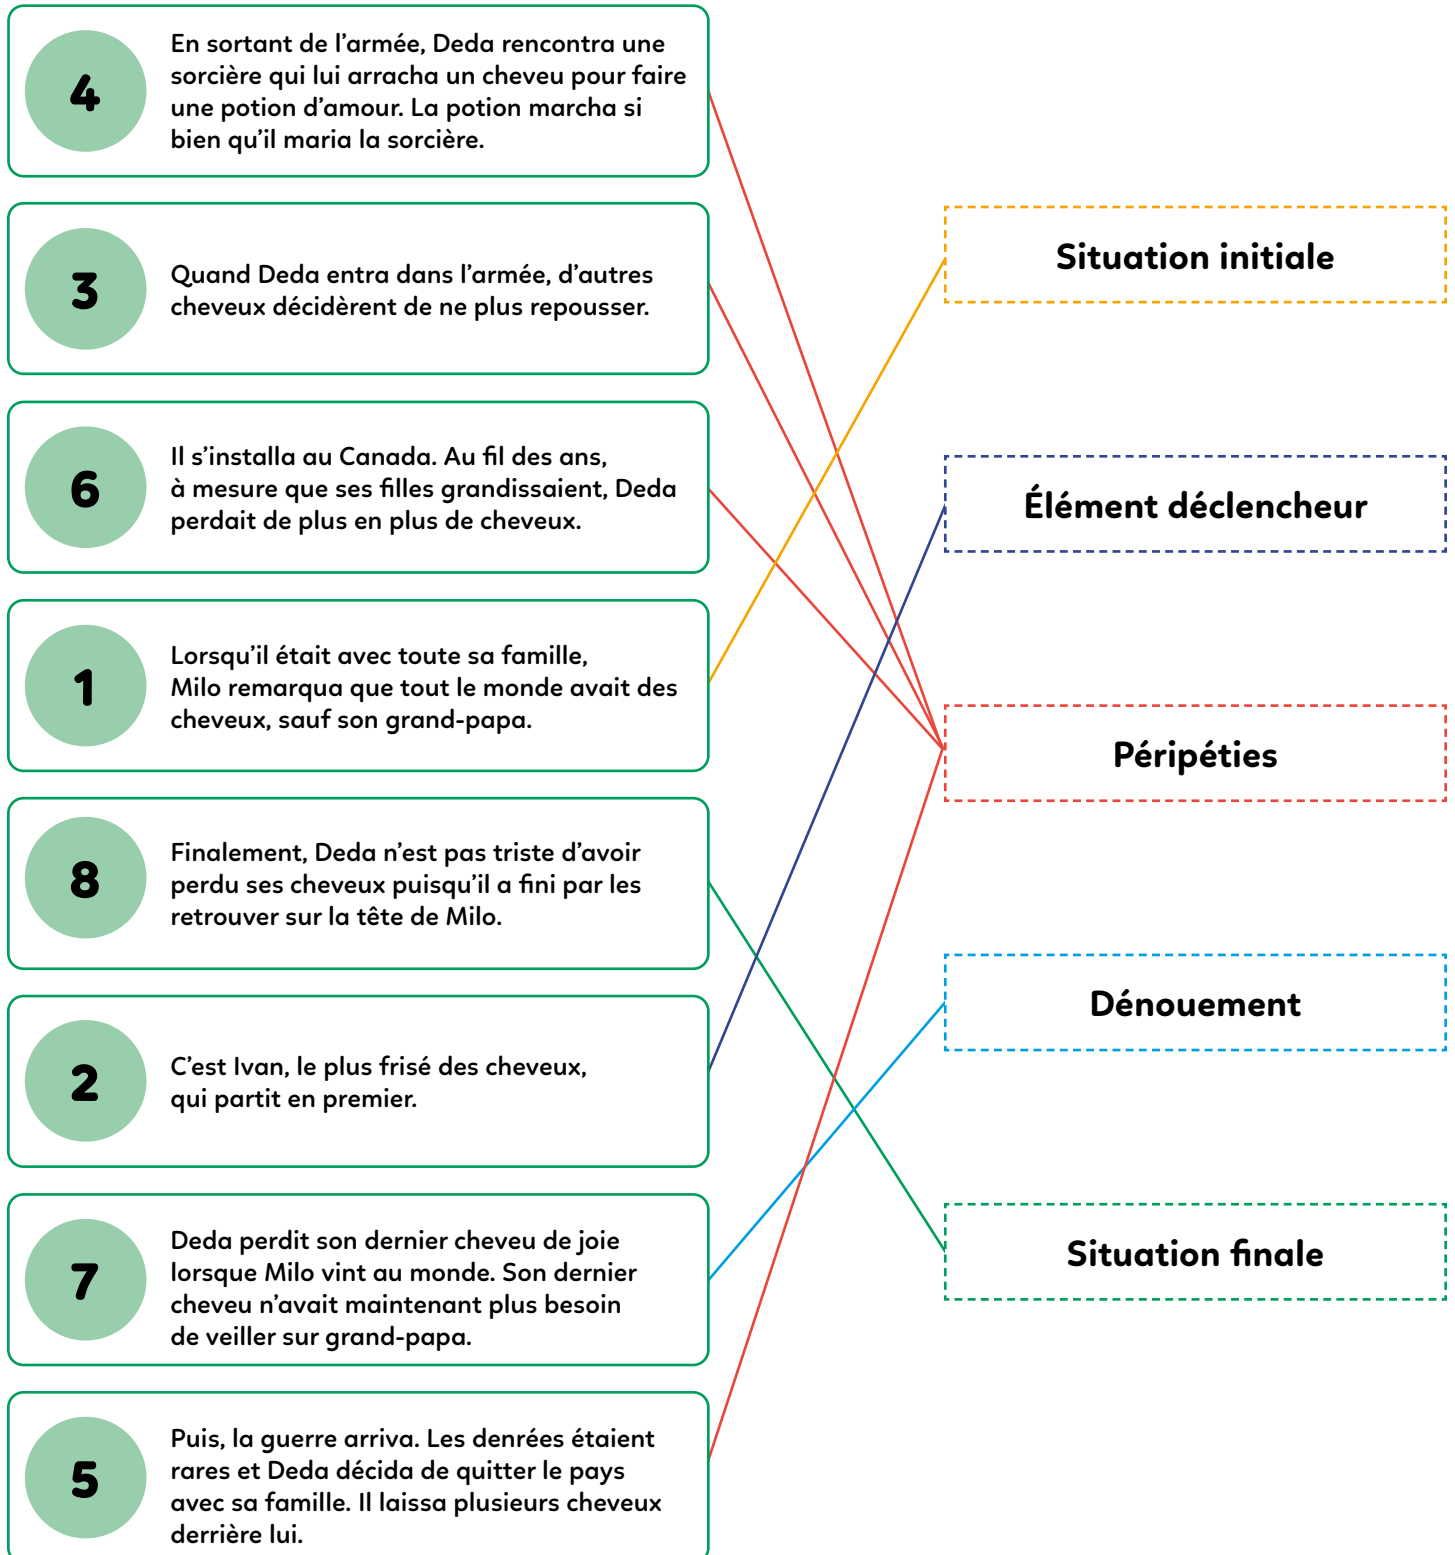 4
En sortant de l’armée, Deda rencontra une
sorcière qui lui arracha un cheveu pour faire
une potion d’amour. La potion marcha si
bien qu’il maria la sorcière.
3
Quand Deda entra dans l’armée, d’autres
cheveux décidèrent de ne plus repousser.
6
Il s’installa au Canada. Au fil des ans,
à mesure que ses filles grandissaient, Deda
perdait de plus en plus de cheveux.
1
Lorsqu’il était avec toute sa famille,
Milo remarqua que tout le monde avait des
cheveux, sauf son grand-papa.
8
Finalement, Deda n’est pas triste d’avoir
perdu ses cheveux puisqu’il a fini par les
retrouver sur la tête de Milo.
2
C’est Ivan, le plus frisé des cheveux,
qui partit en premier.
7
Deda perdit son dernier cheveu de joie
lorsque Milo vint au monde. Son dernier
cheveu n’avait maintenant plus besoin
de veiller sur grand-papa.
5
Puis, la guerre arriva. Les denrées étaient
rares et Deda décida de quitter le pays
avec sa famille. Il laissa plusieurs cheveux
derrière lui.
Situation initiale
Élément déclencheur
Péripéties
Dénouement
Situation finale